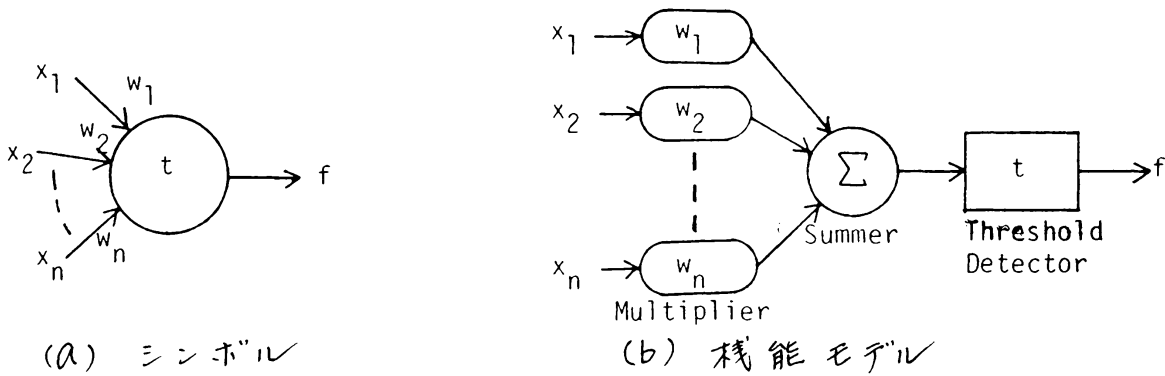 x1
w1
x2
w2
t
f
xn
wn
(a) シンボル
x1
w1
x2
w2
Σ
t
f
Summer
Threshold
Detector
xn
wn
Multiplier
(b) 機能モデル